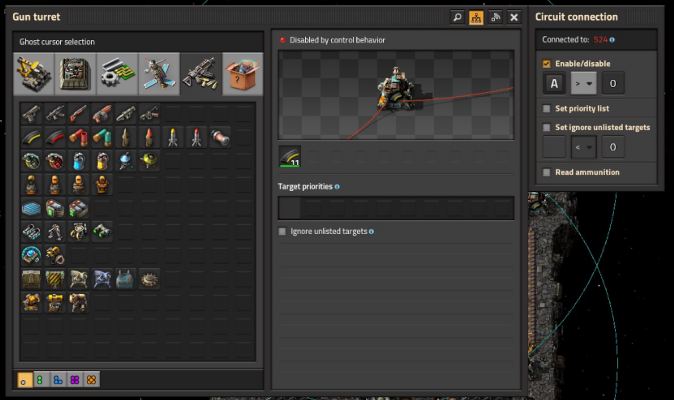 Gun turret
Ghost cursor selection
Disabled by control behavior
11
Target priorities
Ignore unlisted targets
Circuit connection
Connected to: 524
Enable/disable
A > 0
Set priority list
Set ignore unlisted targets
< 0
Read ammunition